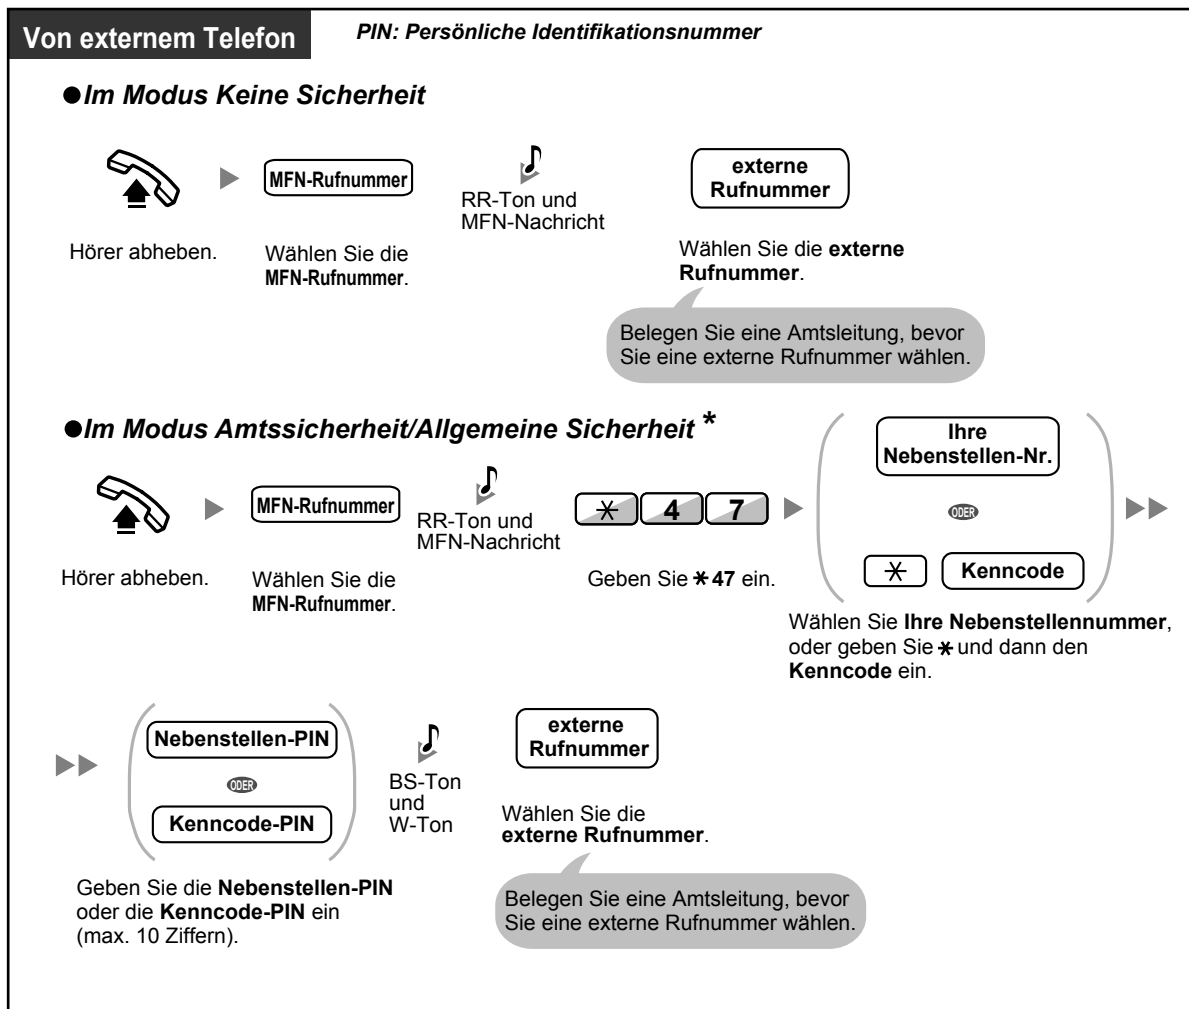 Von externem Telefon
PIN: Persönliche Identifikationsnummer
●Im Modus Keine Sicherheit
MFN-Rufnummer
externe
Rufnummer
RR-Ton und
MFN-Nachricht
Hörer abheben.
Wählen Sie die
MFN-Rufnummer.
Wählen Sie die externe
Rufnummer.
Belegen Sie eine Amtsleitung, bevor
Sie eine externe Rufnummer wählen.
●Im Modus Amtssicherheit/Allgemeine Sicherheit *
MFN-Rufnummer
RR-Ton und
MFN-Nachricht
* 4 7
Ihre
Nebenstellen-Nr.
ODER
* Kenncode
Hörer abheben.
Wählen Sie die
MFN-Rufnummer.
Geben Sie * 47 ein.
Wählen Sie Ihre Nebenstellennummer,
oder geben Sie * und dann den
Kenncode ein.
Nebenstellen-PIN
ODER
Kenncode-PIN
BS-Ton
und
W-Ton
externe
Rufnummer
Wählen Sie die
externe Rufnummer.
Geben Sie die Nebenstellen-PIN
oder die Kenncode-PIN ein
(max. 10 Ziffern).
Belegen Sie eine Amtsleitung, bevor
Sie eine externe Rufnummer wählen.